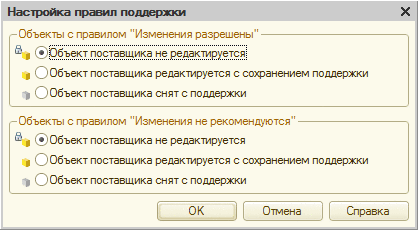 Настройка правил поддержки
Объекты с правилом "Изменения разрешены"
Объект поставщика не редактируется
Объект поставщика редактируется с сохранением поддержки
Объект поставщика снят с поддержки
Объекты с правилом "Изменения не рекомендуются"
Объект поставщика не редактируется
Объект поставщика редактируется с сохранением поддержки
Объект поставщика снят с поддержки
OK Отмена Справка